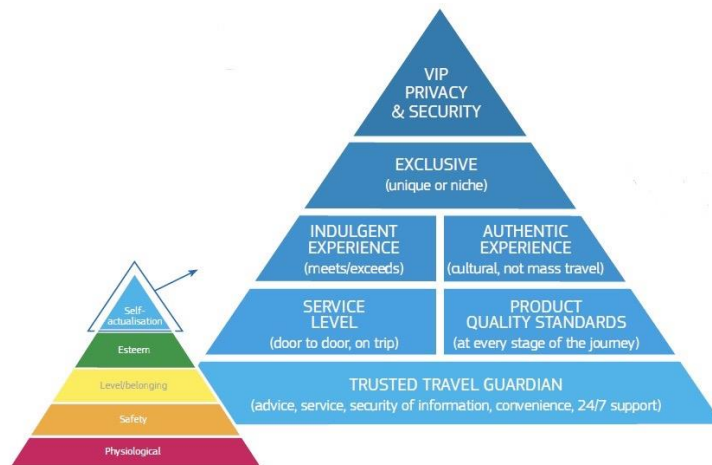 VIP
PRIVACY
& SECURITY
EXCLUSIVE
(unique or niche)
INDULGENT
EXPERIENCE
(meets/exceeds)
AUTHENTIC
EXPERIENCE
(cultural, not mass travel)
SERVICE
LEVEL
(door to door, on trip)
PRODUCT
QUALITY STANDARDS
(at every stage of the journey)
TRUSTED TRAVEL GUARDIAN
(advice, service, security of information, convenience, 24/7 support)
Self-
actualisation
Esteem
Level/belonging
Safety
Physiological